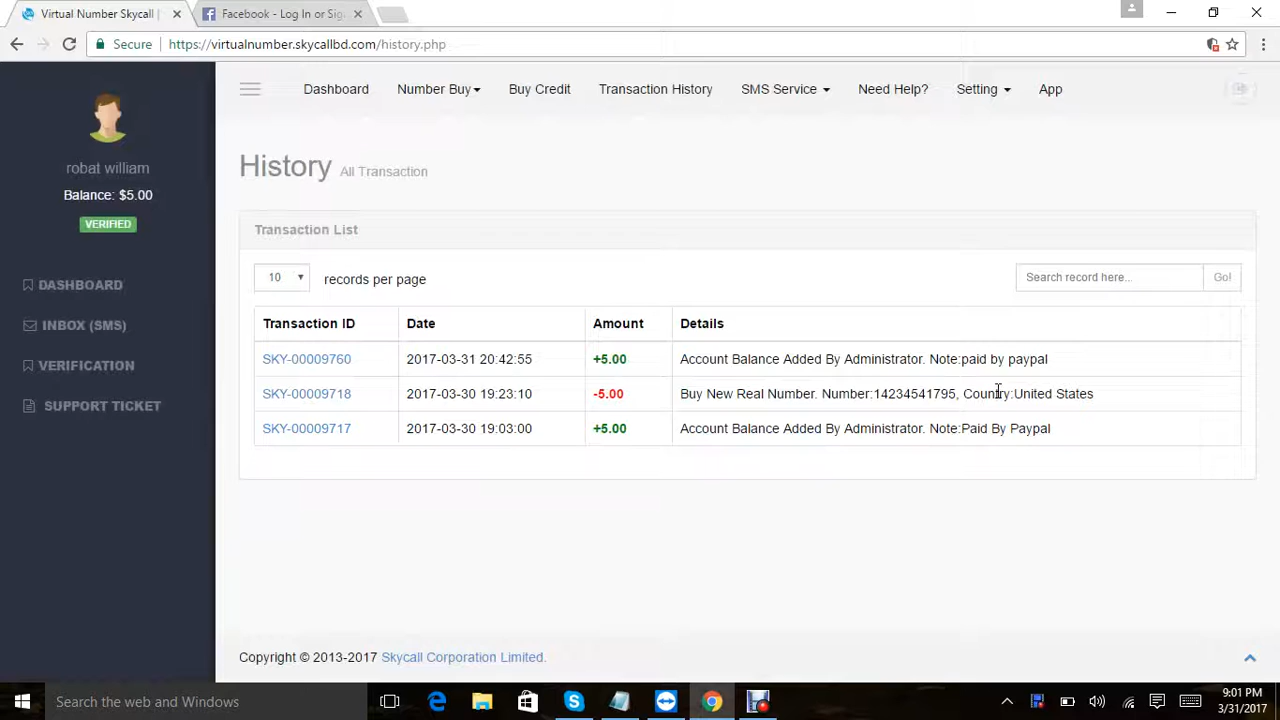 Virtual Number Skycall |
Facebook - Log In or Sig
Secure https://virtualnumber.skycallbd.com/history.php
robat william
Balance: $5.00
VERIFIED
DASHBOARD
INBOX (SMS)
VERIFICATION
SUPPORT TICKET
Dashboard Number Buy Buy Credit Transaction History SMS Service Need Help? Setting App
History All Transaction
Transaction List
10 records per page Search record here... Go!
Transaction ID Date Amount Details
SKY-00009760 2017-03-31 20:42:55 +5.00 Account Balance Added By Administrator. Note:paid by paypal
SKY-00009718 2017-03-30 19:23:10 -5.00 Buy New Real Number. Number:14234541795, Country:United States
SKY-00009717 2017-03-30 19:03:00 +5.00 Account Balance Added By Administrator. Note:Paid By Paypal
Copyright © 2013-2017 Skycall Corporation Limited.
Search the web and Windows
9:01 PM
3/31/2017